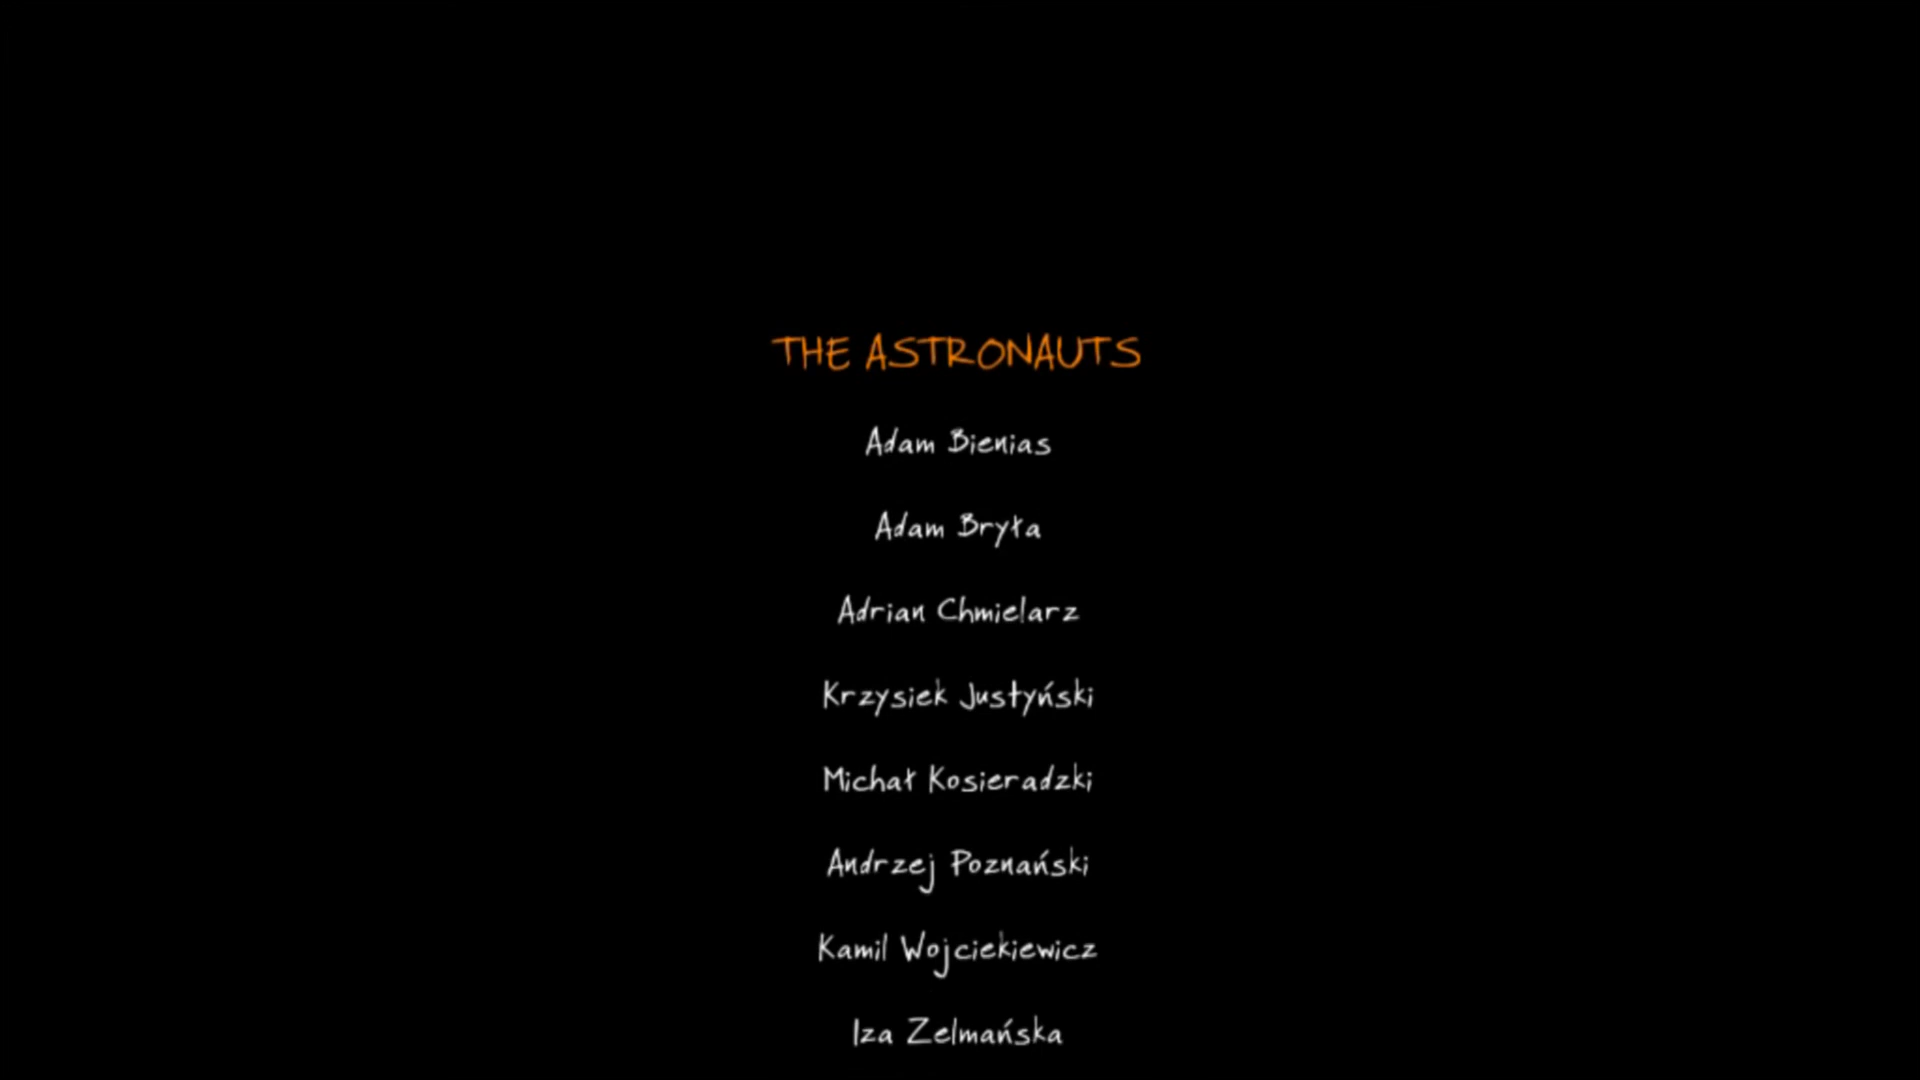 THE ASTRONAUTS
Adam Bienias
Adam Bryła
Adrian Chmielarz
Krzysiek Justyński
Michał Kosieradzki
Andrzej Poznański
Kamil Wojciekiewicz
Iza Zelmańska